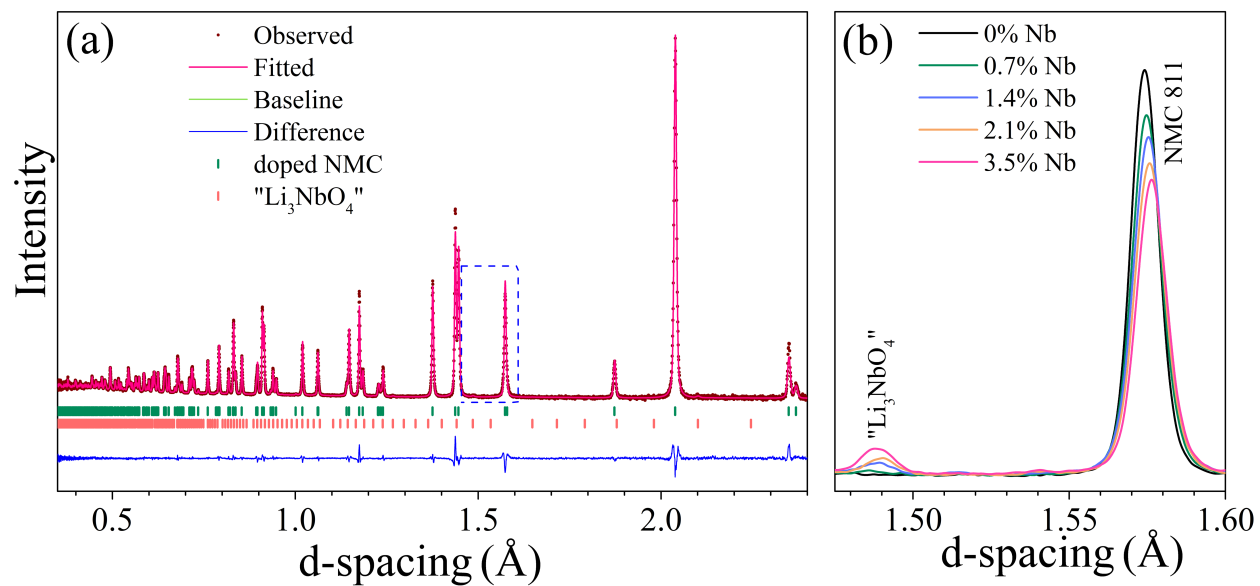 (a)
Observed
Fitted
Baseline
Difference
doped NMC
"Li₃NbO₄"
Intensity
0.5 1.0 1.5 2.0
d-spacing (Å)
(b)
0% Nb
0.7% Nb
1.4% Nb
2.1% Nb
3.5% Nb
NMC 811
"Li₃NbO₄"
1.50 1.55 1.60
d-spacing (Å)